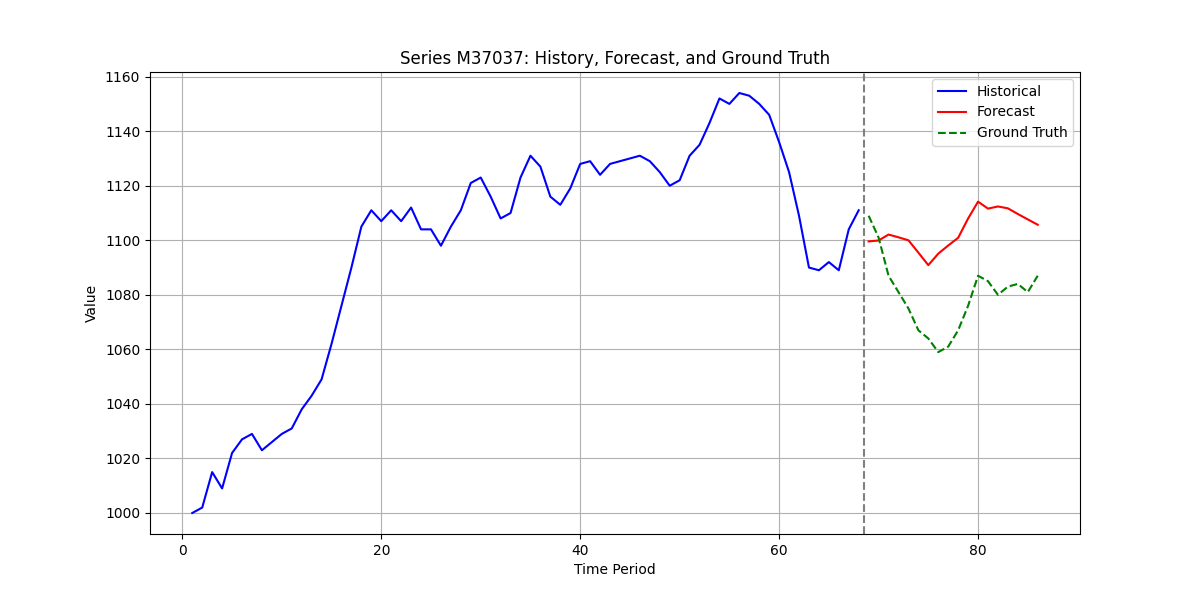 Series M37037: History, Forecast, and Ground Truth
1160
1140
1120
1100
1080
1060
1040
1020
1000
Value
Historical
Forecast
Ground Truth
0
20
40
60
80
Time Period